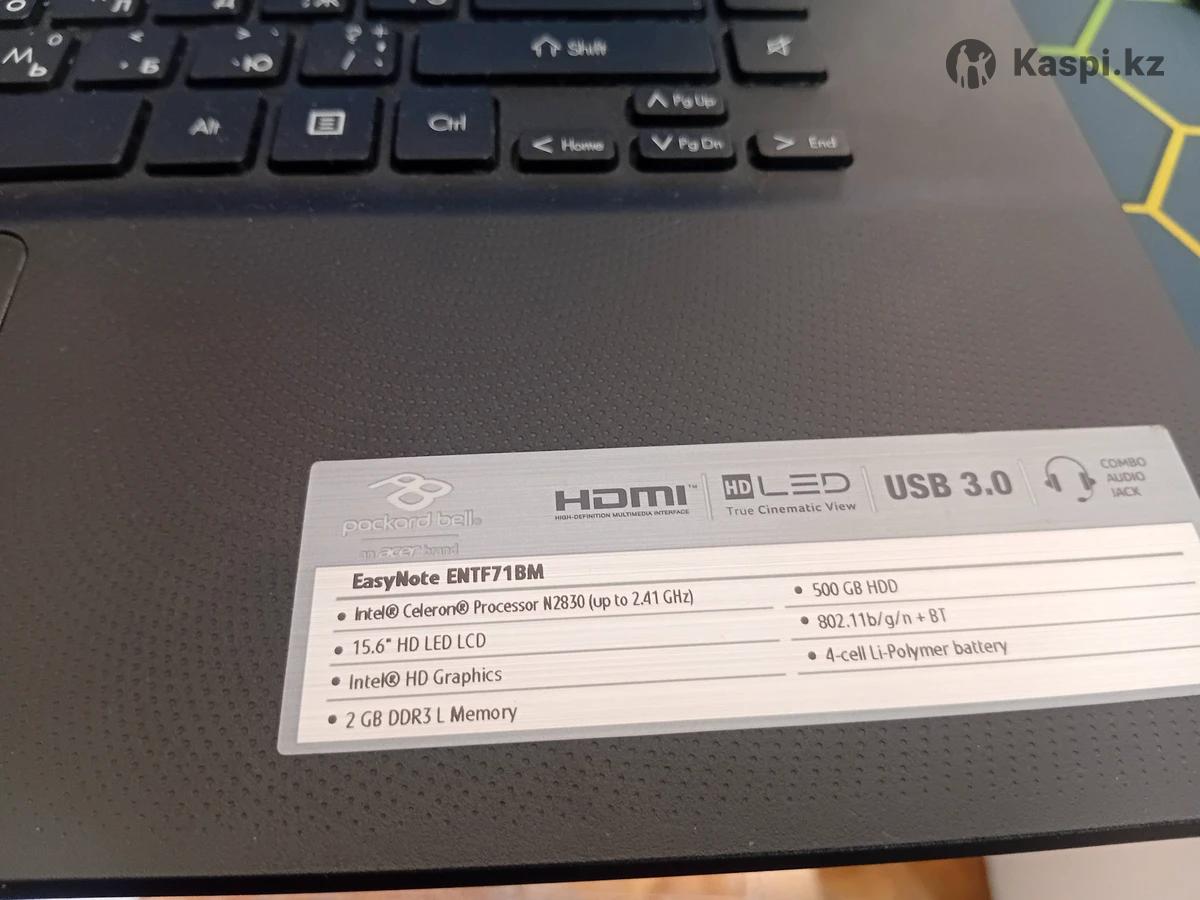 Kaspi.kz
О Л Д Ж Э
М Ь
< Б
> Ю
? + / :
Shift
Alt
Ctrl
Pg Up
< Home
Pg Dn
> End
packard bell
an acer brand
HDMI™
HIGH-DEFINITION MULTIMEDIA INTERFACE
HD LED
True Cinematic View
USB 3.0
COMBO
AUDIO
JACK
EasyNote ENTF71BM
• Intel® Celeron® Processor N2830 (up to 2.41 GHz)
• 15.6" HD LED LCD
• Intel® HD Graphics
• 2 GB DDR3 L Memory
• 500 GB HDD
• 802.11b/g/n + BT
• 4-cell Li-Polymer battery